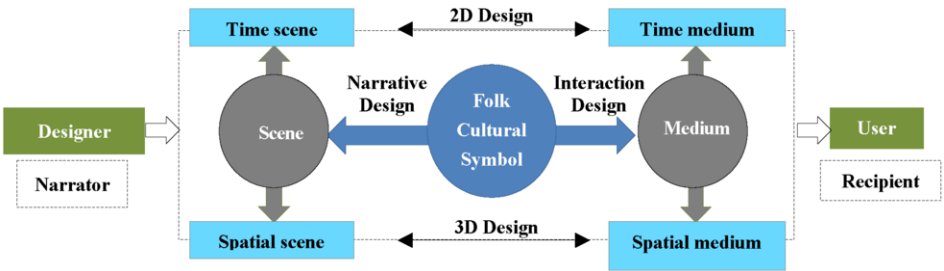 2D Design
Time scene
Time medium
Narrative
Design
Interaction
Design
Folk
Cultural
Symbol
Designer
Scene
Medium
User
Narrator
Recipient
3D Design
Spatial scene
Spatial medium